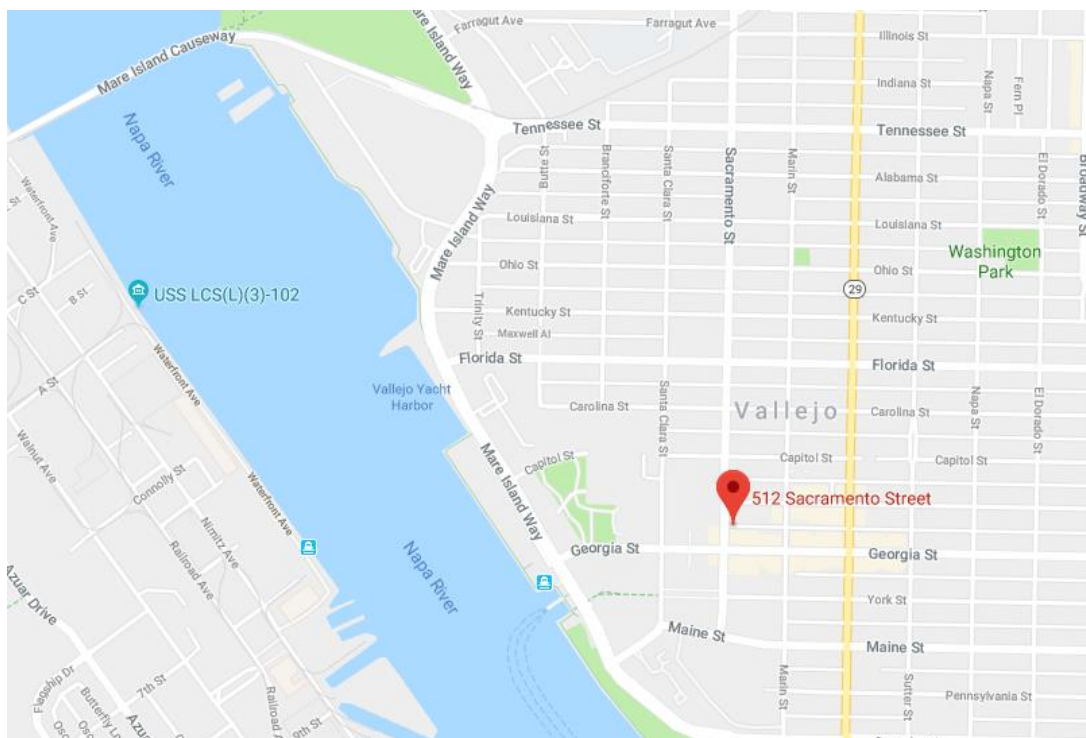 Farragut Ave
Farragut Ave
Illinois St
Mare Island Causeway
Mare Island Way
Indiana St
Napa St
Fern Pl
Napa River
Tennessee St
Tennessee St
Butte St
Branciforte St
Santa Clara St
Sacramento St
Marin St
El Dorado St
Broadway St
Waterfront Ave
Alabama St
Mare Island Way
Louisiana St
Louisiana St
Washington
Park
Ohio St
Ohio St
C St
B St
USS LCS(L)(3)-102
29
Trinity St
Kentucky St
Kentucky St
Maxwell Al
Florida St
Florida St
A St
Waterfront Ave
Vallejo Yacht
Harbor
Santa Clara St
Carolina St
Vallejo
Carolina St
Napa St
El Dorado St
Walnut Ave
Connolly St
Mare Island Way
Capitol St
Capitol St
Capitol St
Waterfront Ave
512 Sacramento Street
Nimitz Ave
Railroad Ave
Georgia St
Georgia St
Napa River
Azuar Drive
York St
Maine St
Maine St
Flagship Dr
7th St
Railroad Ave
Marin St
Sutter St
Pennsylvania St
9th St